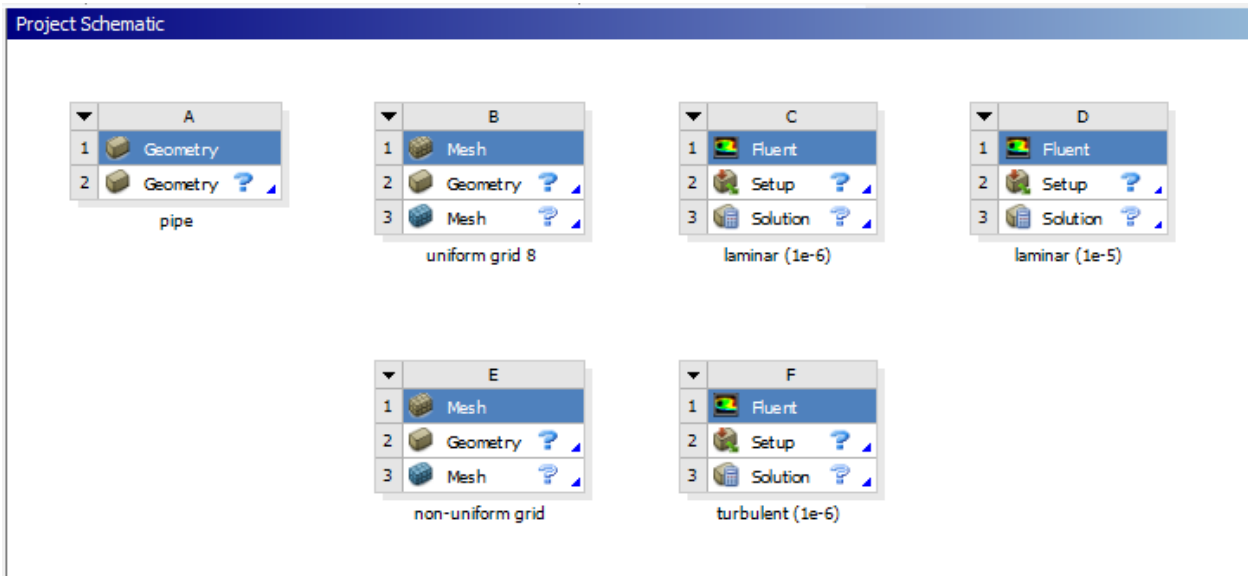 Project Schematic
A
1 Geometry
2 Geometry ?
pipe
B
1 Mesh
2 Geometry ?
3 Mesh ?
uniform grid 8
C
1 Fluent
2 Setup ?
3 Solution ?
laminar (1e-6)
D
1 Fluent
2 Setup ?
3 Solution ?
laminar (1e-5)
E
1 Mesh
2 Geometry ?
3 Mesh ?
non-uniform grid
F
1 Fluent
2 Setup ?
3 Solution ?
turbulent (1e-6)